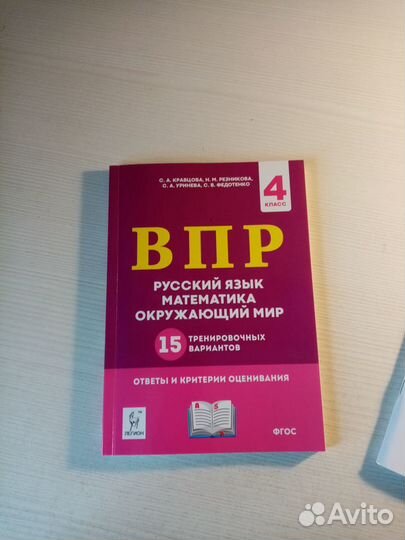 С. А. КРАВЦОВА, Н. М. РЕЗНИКОВА,
С. А. УРИНЕВА, С. В. ФЕДОТЕНКО
4
КЛАСС
ВПР
РУССКИЙ ЯЗЫК
МАТЕМАТИКА
ОКРУЖАЮЩИЙ МИР
15 ТРЕНИРОВОЧНЫХ
ВАРИАНТОВ
ОТВЕТЫ И КРИТЕРИИ ОЦЕНИВАНИЯ
ЛЕГИОН
ФГОС
Avito